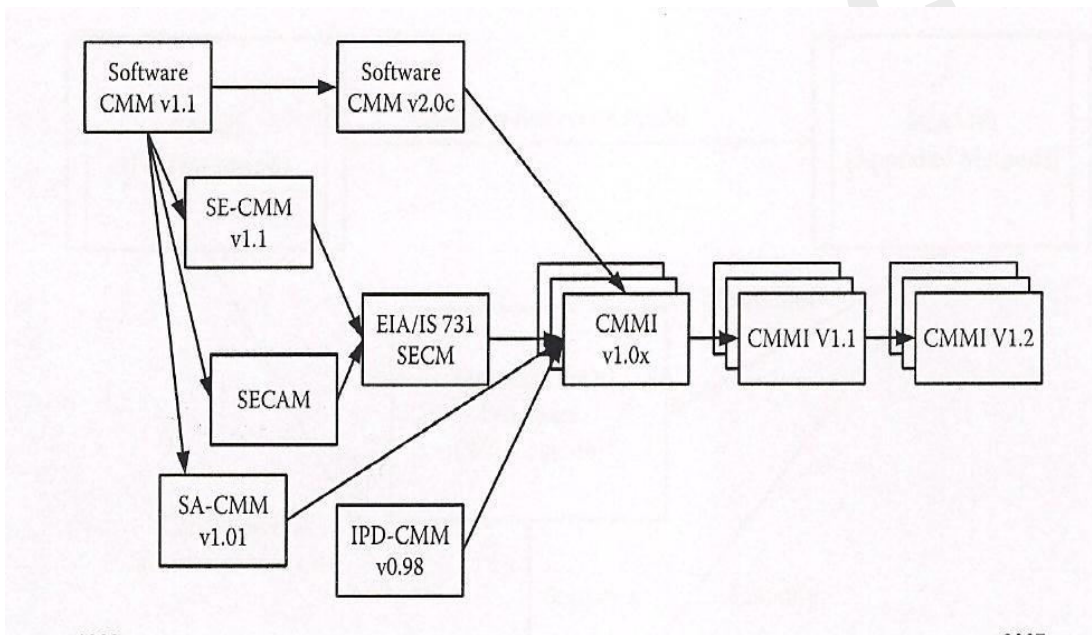 Software
CMM v1.1
Software
CMM v2.0c
SE-CMM
v1.1
EIA/IS 731
SECM
CMMI
v1.0x
CMMI V1.1
CMMI V1.2
SECAM
SA-CMM
v1.01
IPD-CMM
v0.98